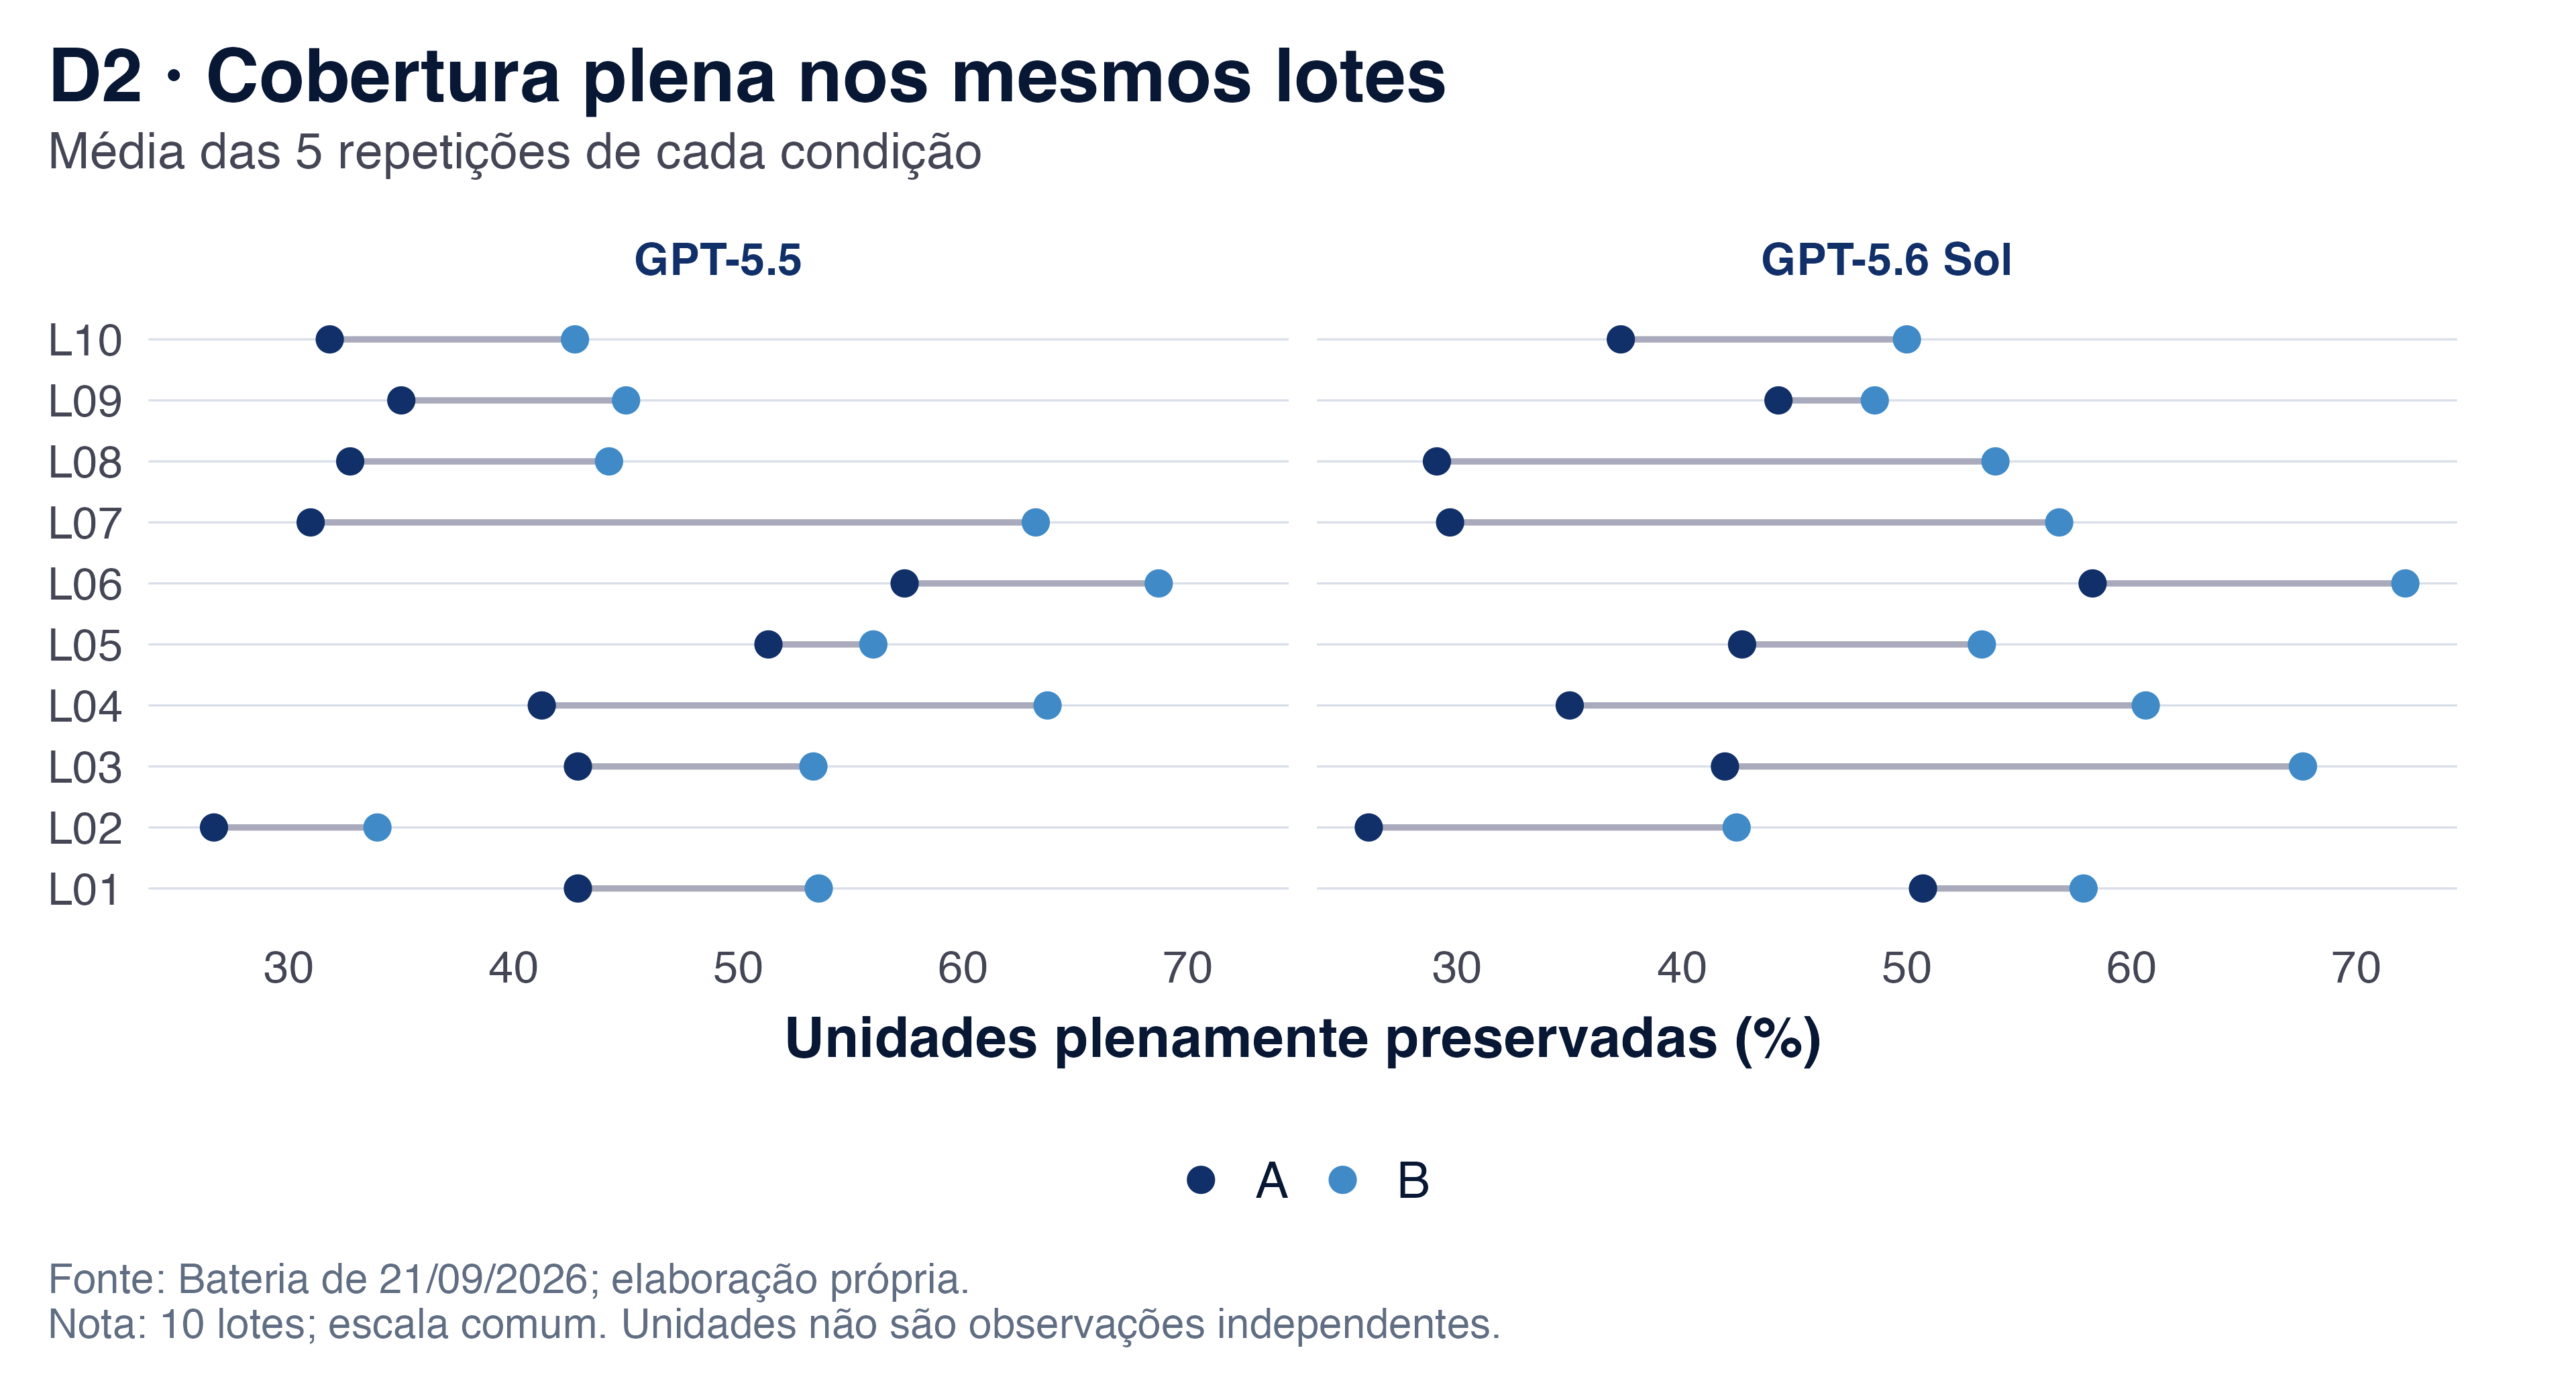 D2 · Cobertura plena nos mesmos lotes
Média das 5 repetições de cada condição
GPT-5.5
GPT-5.6 Sol
L10
L09
L08
L07
L06
L05
L04
L03
L02
L01
30 40 50 60 70
30 40 50 60 70
Unidades plenamente preservadas (%)
A B
Fonte: Bateria de 21/09/2026; elaboração própria.
Nota: 10 lotes; escala comum. Unidades não são observações independentes.